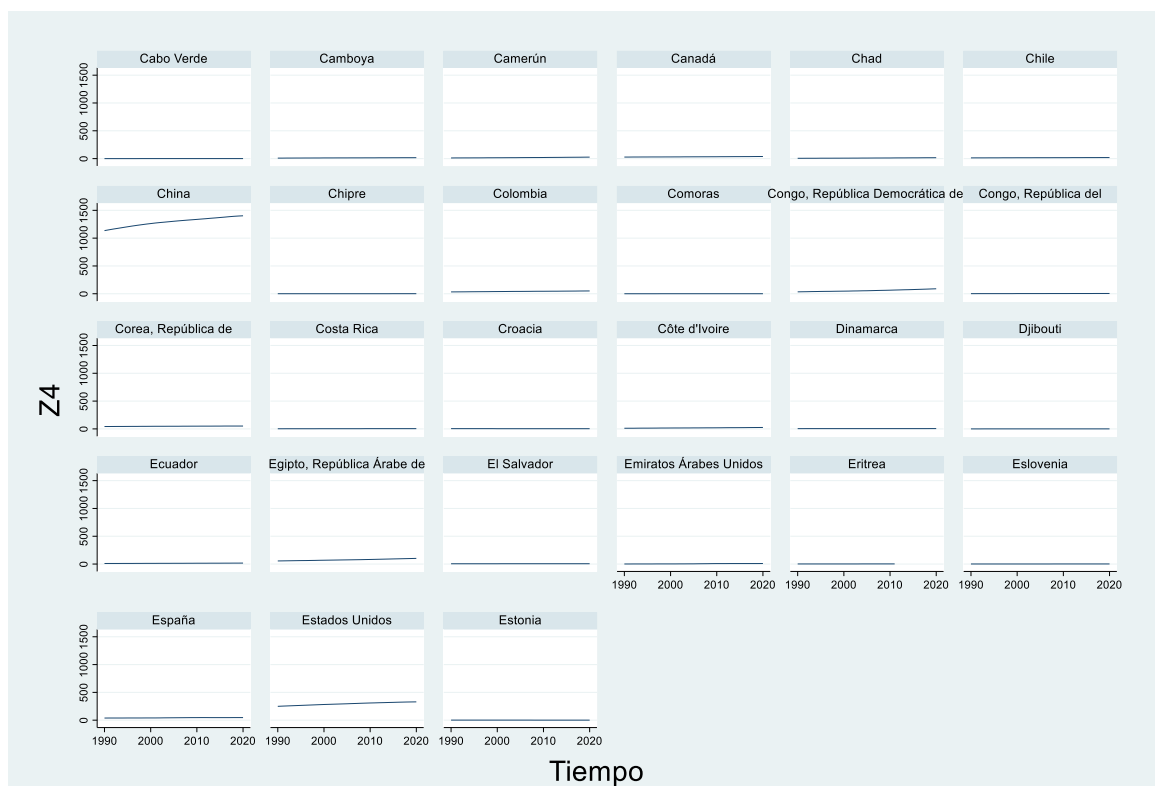 Cabo Verde Camboya Camerún Canadá Chad Chile
0 500 1000 1500
China Chipre Colombia Comoras Congo, República Democrática de Congo, República del
0 500 1000 1500
Corea, República de Costa Rica Croacia Côte d'Ivoire Dinamarca Djibouti
0 500 1000 1500
Z4
Ecuador Egipto, República Árabe de El Salvador Emiratos Árabes Unidos Eritrea Eslovenia
0 500 1000 1500
1990 2000 2010 2020 1990 2000 2010 2020 1990 2000 2010 2020
España Estados Unidos Estonia
0 500 1000 1500
1990 2000 2010 2020 1990 2000 2010 2020 1990 2000 2010 2020
Tiempo